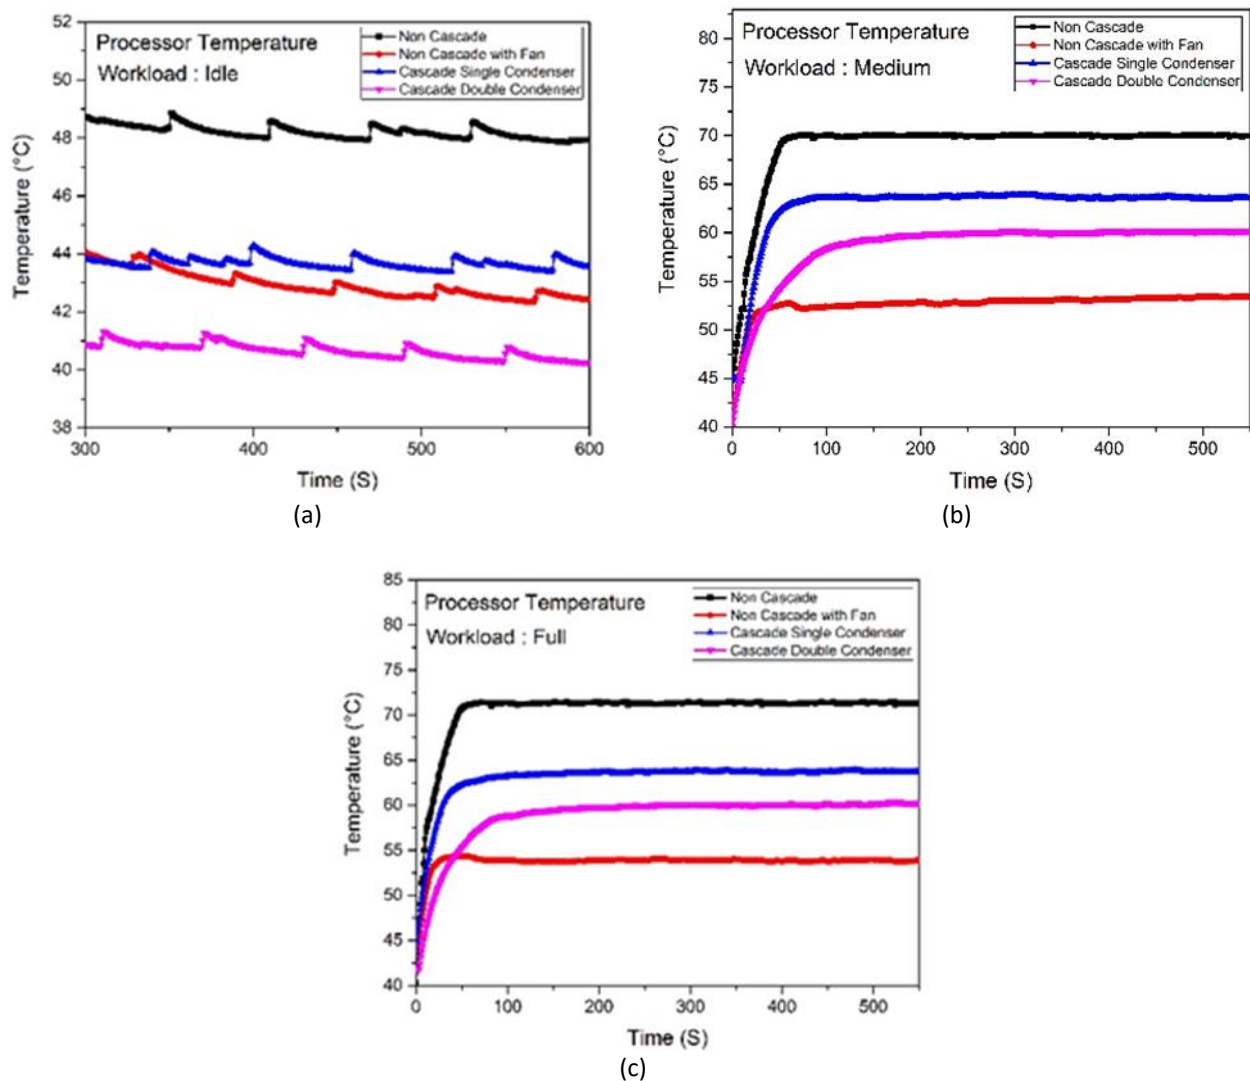 52
50
48
46
44
42
40
38
Temperature (°C)
Processor Temperature
Workload : Idle
Non Cascade
Non Cascade with Fan
Cascade Single Condenser
Cascade Double Condenser
300
400
500
600
Time (S)
(a)
80
75
70
65
60
55
50
45
40
Temperature (°C)
Processor Temperature
Workload : Medium
Non Cascade
Non Cascade with Fan
Cascade Single Condenser
Cascade Double Condenser
0
100
200
300
400
500
Time (S)
(b)
85
80
75
70
65
60
55
50
45
40
Temperature (°C)
Processor Temperature
Workload : Full
Non Cascade
Non Cascade with Fan
Cascade Single Condenser
Cascade Double Condenser
0
100
200
300
400
500
Time (S)
(c)